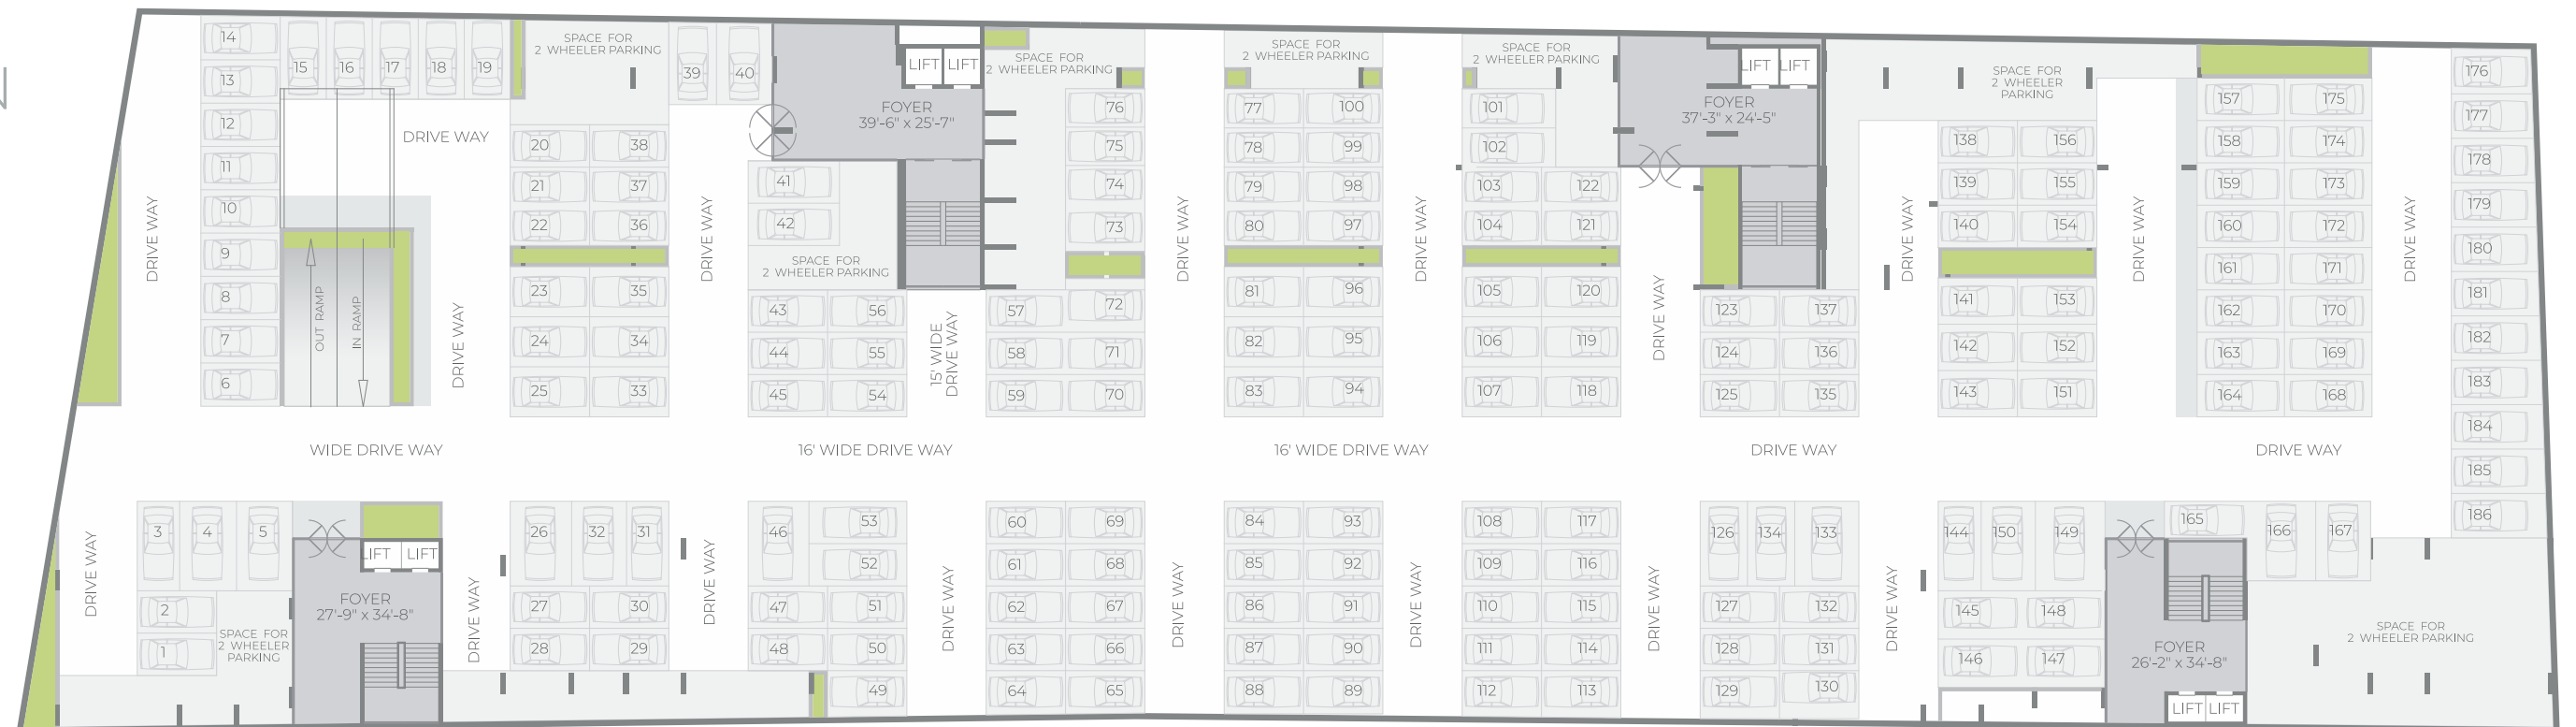 14
13
12
11
10
9
8
7
6
15 16 17 18 19
DRIVE WAY
DRIVE WAY
OUT RAMP
IN RAMP
DRIVE WAY
SPACE FOR
2 WHEELER PARKING
20 38
21 37
22 36
23 35
24 34
25 33
39 40
DRIVE WAY
FOYER
39'-6" x 25'-7"
LIFT LIFT
41
42
SPACE FOR
2 WHEELER PARKING
43 56
44 55
45 54
15' WIDE
DRIVE WAY
SPACE FOR
2 WHEELER PARKING
76
75
74
73
57 72
58 71
59 70
DRIVE WAY
SPACE FOR
2 WHEELER PARKING
77 100
78 99
79 98
80 97
81 96
82 95
83 94
DRIVE WAY
SPACE FOR
2 WHEELER PARKING
101
102
103 122
104 121
105 120
106 119
107 118
DRIVE WAY
FOYER
37'-3" x 24'-5"
LIFT LIFT
123 137
124 136
125 135
SPACE FOR
2 WHEELER
PARKING
DRIVE WAY
138 156
139 155
140 154
141 153
142 152
143 151
DRIVE WAY
157 175
158 174
159 173
160 172
161 171
162 170
163 169
164 168
DRIVE WAY
176
177
178
179
180
181
182
183
184
185
186
WIDE DRIVE WAY
16' WIDE DRIVE WAY
16' WIDE DRIVE WAY
DRIVE WAY
DRIVE WAY
DRIVE WAY
3 4 5
2
1
SPACE FOR
2 WHEELER
PARKING
LIFT LIFT
FOYER
27'-9" x 34'-8"
DRIVE WAY
26 32 31
27 30
28 29
DRIVE WAY
46 53
52
47 51
48 50
49
DRIVE WAY
60 69
61 68
62 67
63 66
64 65
DRIVE WAY
84 93
85 92
86 91
87 90
88 89
DRIVE WAY
108 117
109 116
110 115
111 114
112 113
DRIVE WAY
126 134 133
127 132
128 131
129 130
DRIVE WAY
144 150 149
145 148
146 147
165 166 167
FOYER
26'-2" x 34'-8"
LIFT LIFT
SPACE FOR
2 WHEELER PARKING